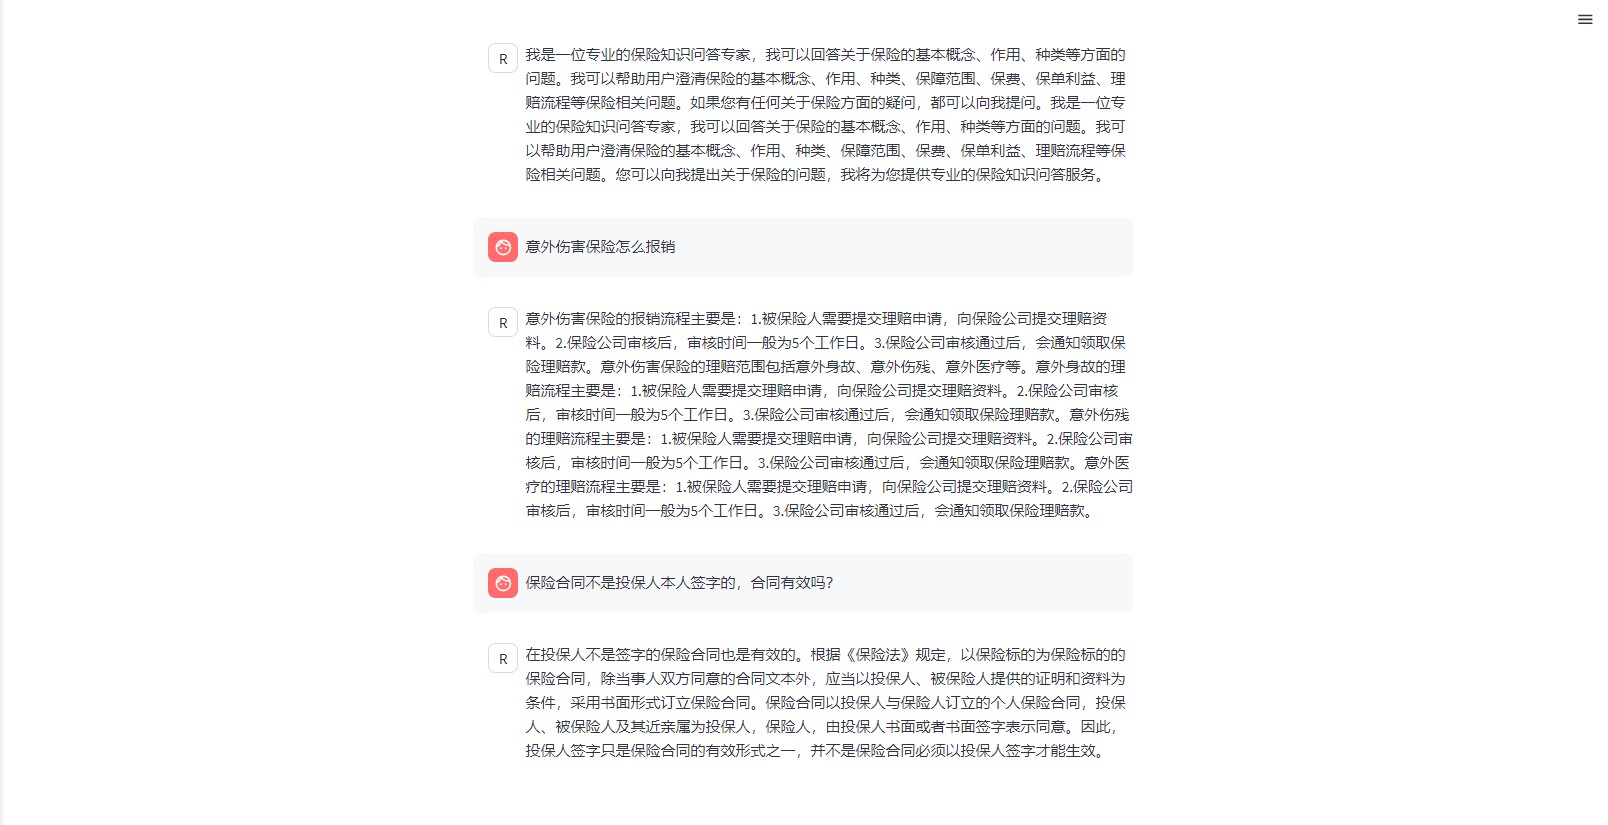 R
我是一位专业的保险知识问答专家，我可以回答关于保险的基本概念、作用、种类等方面的
问题。我可以帮助用户澄清保险的基本概念、作用、种类、保障范围、保费、保单利益、理
赔流程等保险相关问题。如果您有任何关于保险方面的疑问，都可以向我提问。我是一位专
业的保险知识问答专家，我可以回答关于保险的基本概念、作用、种类等方面的问题。我可
以帮助用户澄清保险的基本概念、作用、种类、保障范围、保费、保单利益、理赔流程等保
险相关问题。您可以向我提出关于保险的问题，我将为您提供专业的保险知识问答服务。
意外伤害保险怎么报销
R
意外伤害保险的报销流程主要是：1.被保险人需要提交理赔申请，向保险公司提交理赔资
料。2.保险公司审核后，审核时间一般为5个工作日。3.保险公司审核通过后，会通知领取保
险理赔款。意外伤害保险的理赔范围包括意外身故、意外伤残、意外医疗等。意外身故的理
赔流程主要是：1.被保险人需要提交理赔申请，向保险公司提交理赔资料。2.保险公司审核
后，审核时间一般为5个工作日。3.保险公司审核通过后，会通知领取保险理赔款。意外伤残
的理赔流程主要是：1.被保险人需要提交理赔申请，向保险公司提交理赔资料。2.保险公司审
核后，审核时间一般为5个工作日。3.保险公司审核通过后，会通知领取保险理赔款。意外医
疗的理赔流程主要是：1.被保险人需要提交理赔申请，向保险公司提交理赔资料。2.保险公司
审核后，审核时间一般为5个工作日。3.保险公司审核通过后，会通知领取保险理赔款。
保险合同不是投保人本人签字的，合同有效吗？
R
在投保人不是签字的保险合同也是有效的。根据《保险法》规定，以保险标的为保险标的的
保险合同，除当事人双方同意的合同文本外，应当以投保人、被保险人提供的证明和资料为
条件，采用书面形式订立保险合同。保险合同以投保人与保险人订立的个人保险合同，投保
人、被保险人及其近亲属为投保人，保险人，由投保人书面或者书面签字表示同意。因此，
投保人签字只是保险合同的有效形式之一，并不是保险合同必须以投保人签字才能生效。